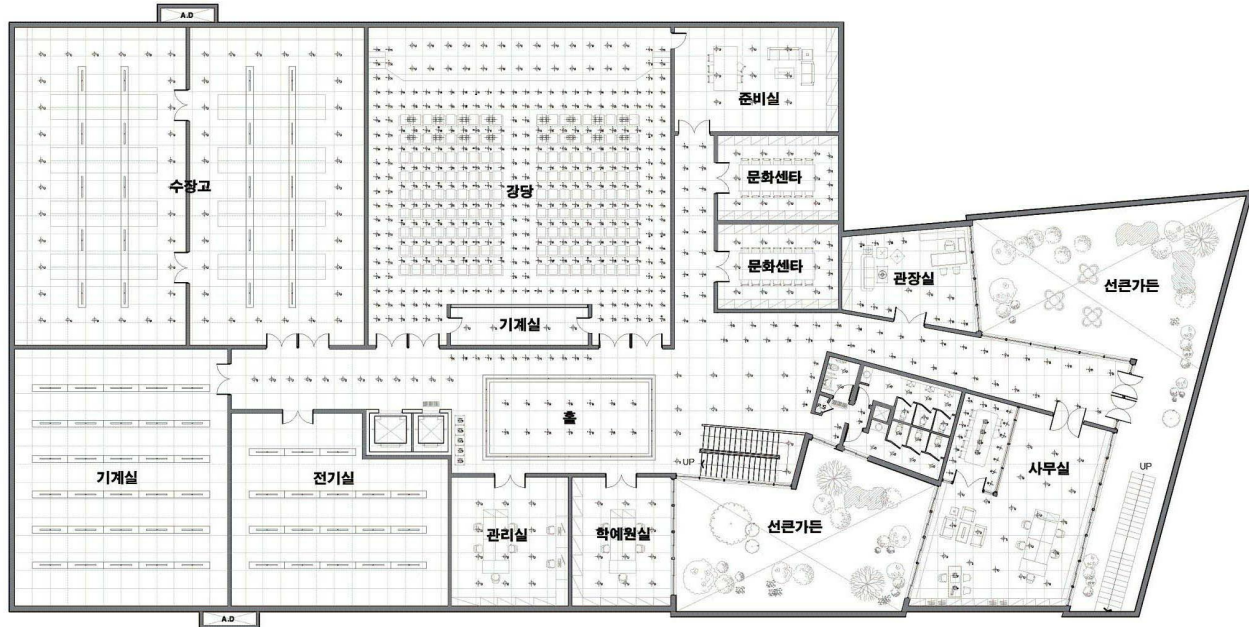 A.D
준비실
수장고
강당
문화센타
문화센타
관장실
선큰가든
기계실
홀
UP
UP
기계실
전기실
사무실
관리실
학예원실
선큰가든
A.D